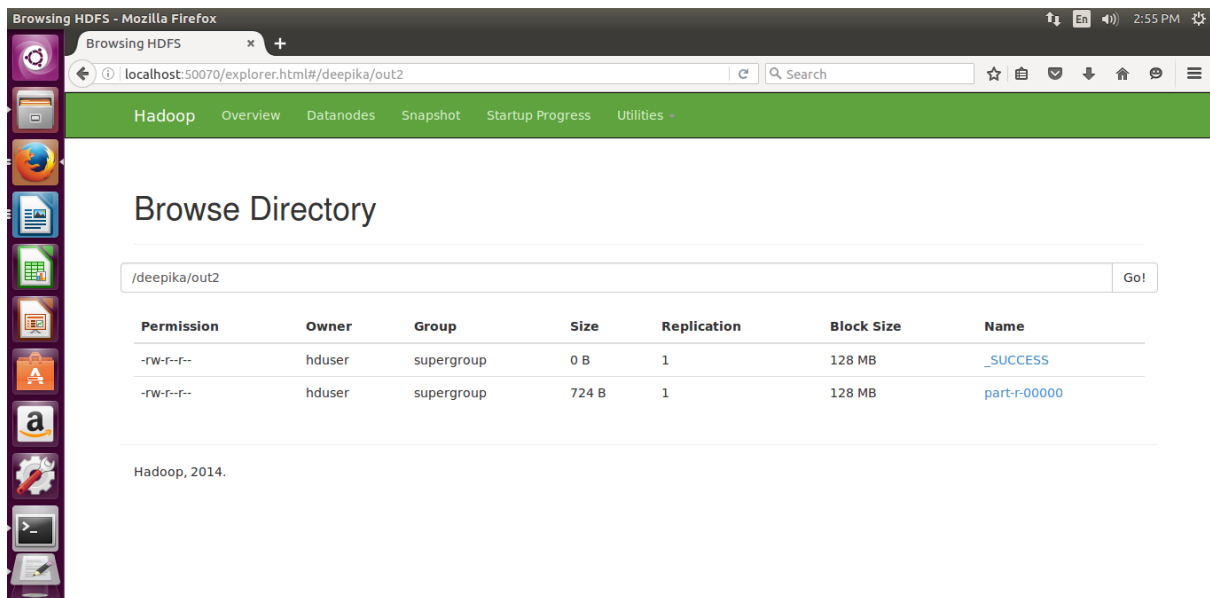 Browsing HDFS - Mozilla Firefox
En
2:55 PM
Browsing HDFS × +
localhost:50070/explorer.html#/deepika/out2
Search
Hadoop Overview Datanodes Snapshot Startup Progress Utilities
Browse Directory
/deepika/out2 Go!
Permission Owner Group Size Replication Block Size Name
-rw-r--r-- hduser supergroup 0 B 1 128 MB _SUCCESS
-rw-r--r-- hduser supergroup 724 B 1 128 MB part-r-00000
Hadoop, 2014.